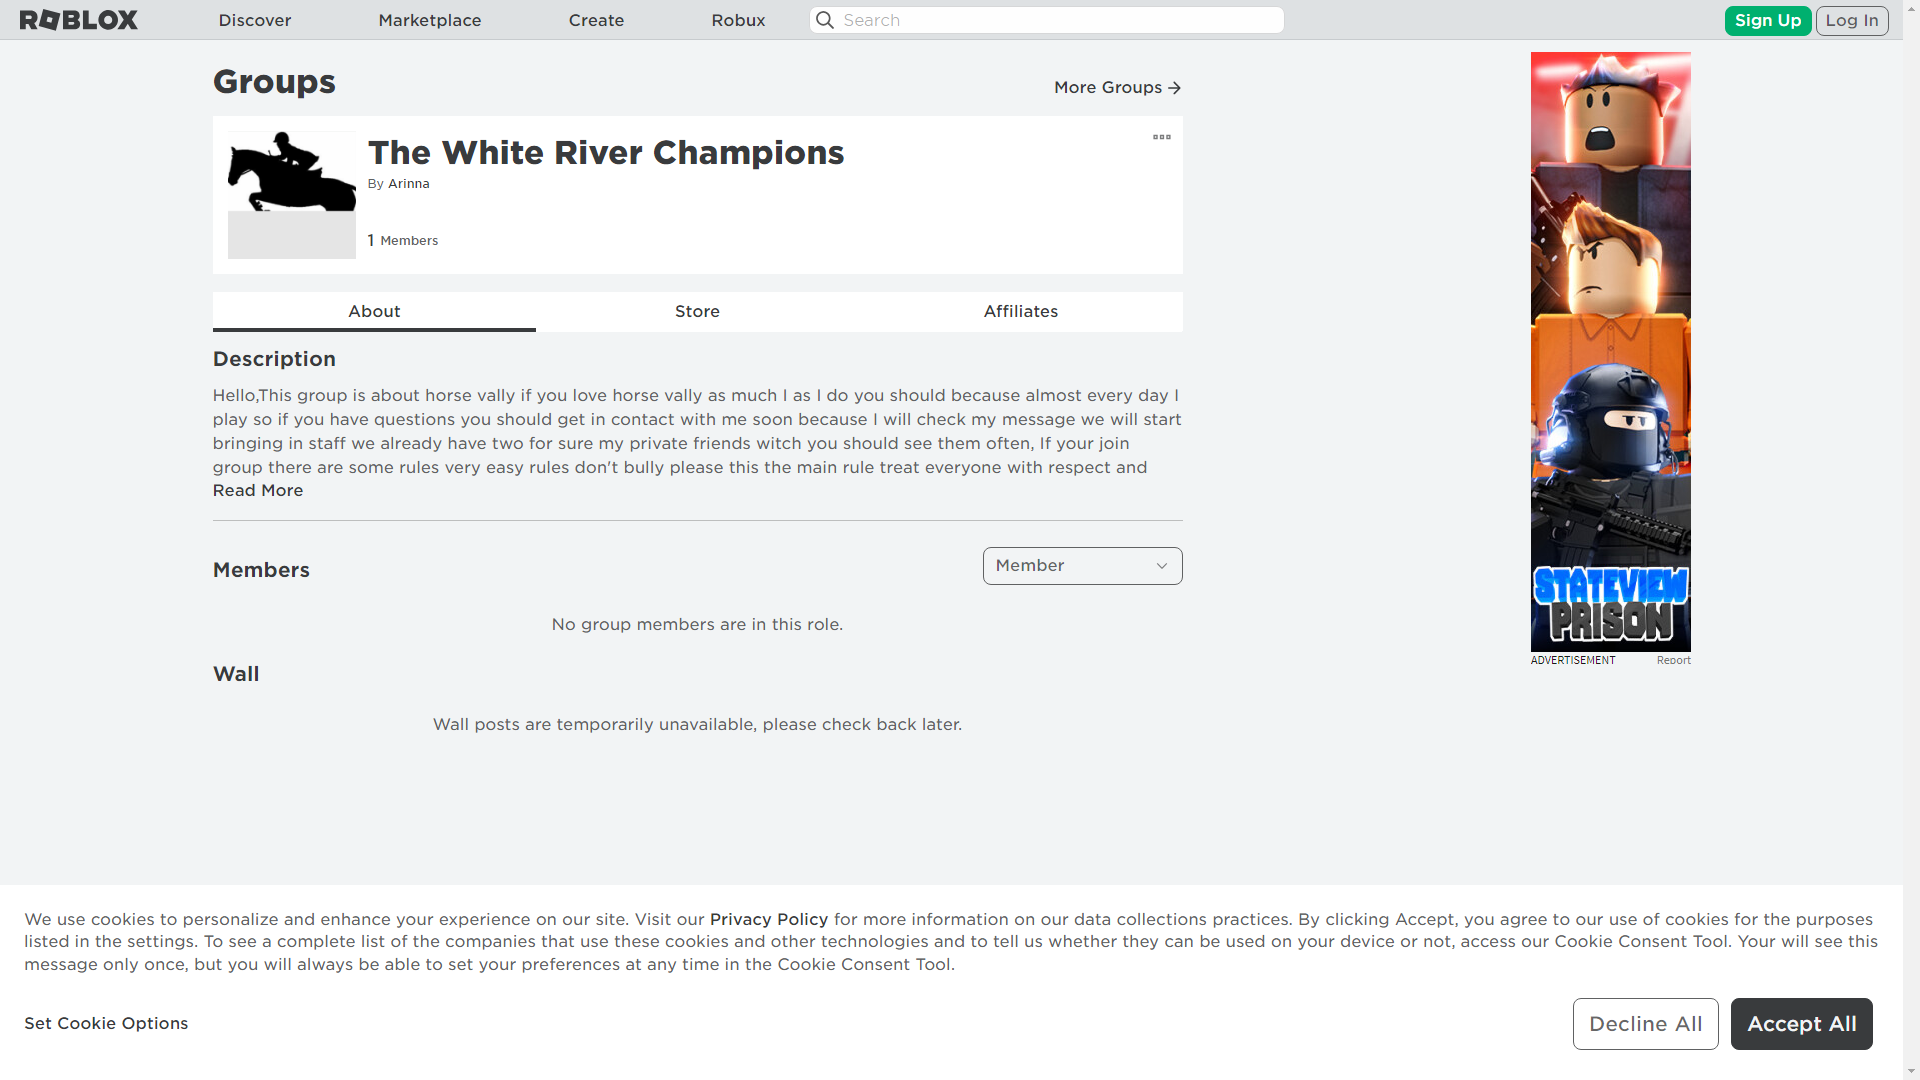 ROBLOX
Discover
Marketplace
Create
Robux
Search
Sign Up
Log In
Groups
More Groups
The White River Champions
By Arinna
1 Members
About
Store
Affiliates
Description
Hello,This group is about horse vally if you love horse vally as much I as I do you should because almost every day I
play so if you have questions you should get in contact with me soon because I will check my message we will start
bringing in staff we already have two for sure my private friends witch you should see them often, If your join
group there are some rules very easy rules don't bully please this the main rule treat everyone with respect and
Read More
Members
Member
No group members are in this role.
Wall
Wall posts are temporarily unavailable, please check back later.
STATEVIEW
PRISON
ADVERTISEMENT
Report
We use cookies to personalize and enhance your experience on our site. Visit our Privacy Policy for more information on our data collections practices. By clicking Accept, you agree to our use of cookies for the purposes
listed in the settings. To see a complete list of the companies that use these cookies and other technologies and to tell us whether they can be used on your device or not, access our Cookie Consent Tool. Your will see this
message only once, but you will always be able to set your preferences at any time in the Cookie Consent Tool.
Set Cookie Options
Decline All
Accept All